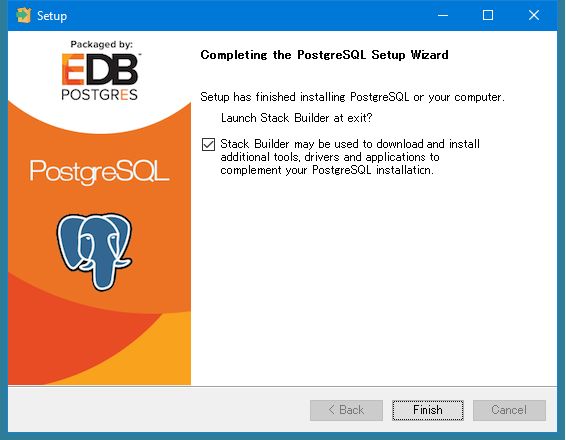 Setup
Packaged by:
EDB
POSTGRES
PostgreSQL
Completing the PostgreSQL Setup Wizard
Setup has finished installing PostgreSQL or your computer.
Launch Stack Builder at exit?
Stack Builder may be used to download and install
additional tools, drivers and applications to
complement your PostgreSQL installation.
< Back
Finish
Cancel